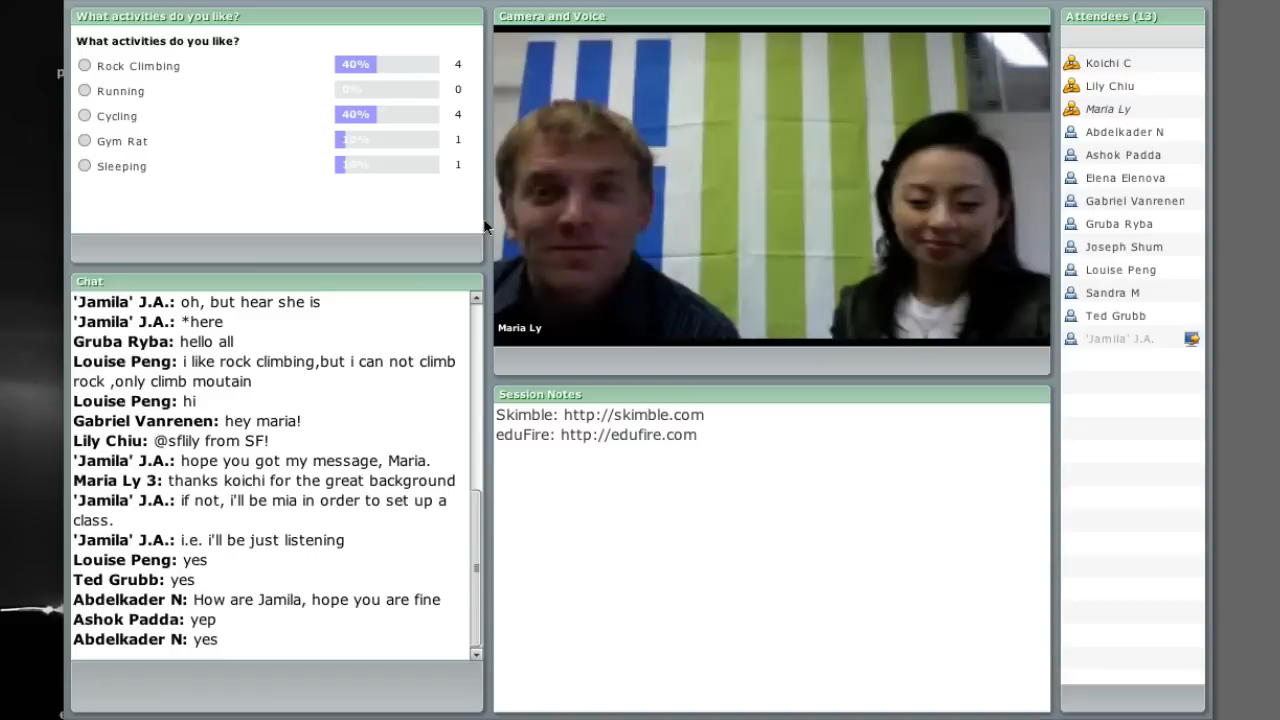 What activities do you like?
What activities do you like?
Rock Climbing 40% 4
Running 0% 0
Cycling 40% 4
Gym Rat 10% 1
Sleeping 10% 1
Chat
'Jamila' J.A.: oh, but hear she is
'Jamila' J.A.: *here
Gruba Ryba: hello all
Louise Peng: i like rock climbing,but i can not climb
rock ,only climb moutain
Louise Peng: hi
Gabriel Vanrenen: hey maria!
Lily Chiu: @sflily from SF!
'Jamila' J.A.: hope you got my message, Maria.
Maria Ly 3: thanks koichi for the great background
'Jamila' J.A.: if not, i'll be mia in order to set up a
class.
'Jamila' J.A.: i.e. i'll be just listening
Louise Peng: yes
Ted Grubb: yes
Abdelkader N: How are Jamila, hope you are fine
Ashok Padda: yep
Abdelkader N: yes
Camera and Voice
Maria Ly
Session Notes
Skimble: http://skimble.com
eduFire: http://edufire.com
Attendees (13)
Koichi C
Lily Chiu
Maria Ly
Abdelkader N
Ashok Padda
Elena Elenova
Gabriel Vanrenen
Gruba Ryba
Joseph Shum
Louise Peng
Sandra M
Ted Grubb
'Jamila' J.A.